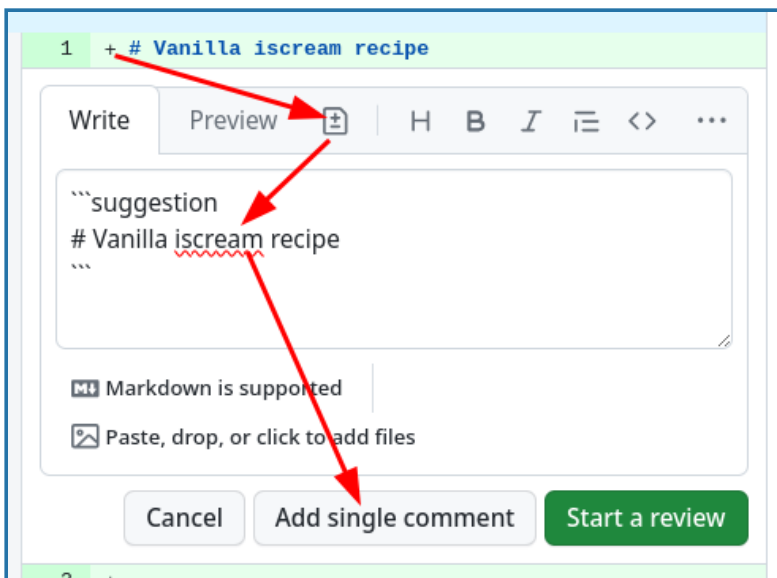 1 + # Vanilla iscream recipe
Write Preview H B I <> ...
```suggestion
# Vanilla iscream recipe
```
Markdown is supported
Paste, drop, or click to add files
Cancel Add single comment Start a review